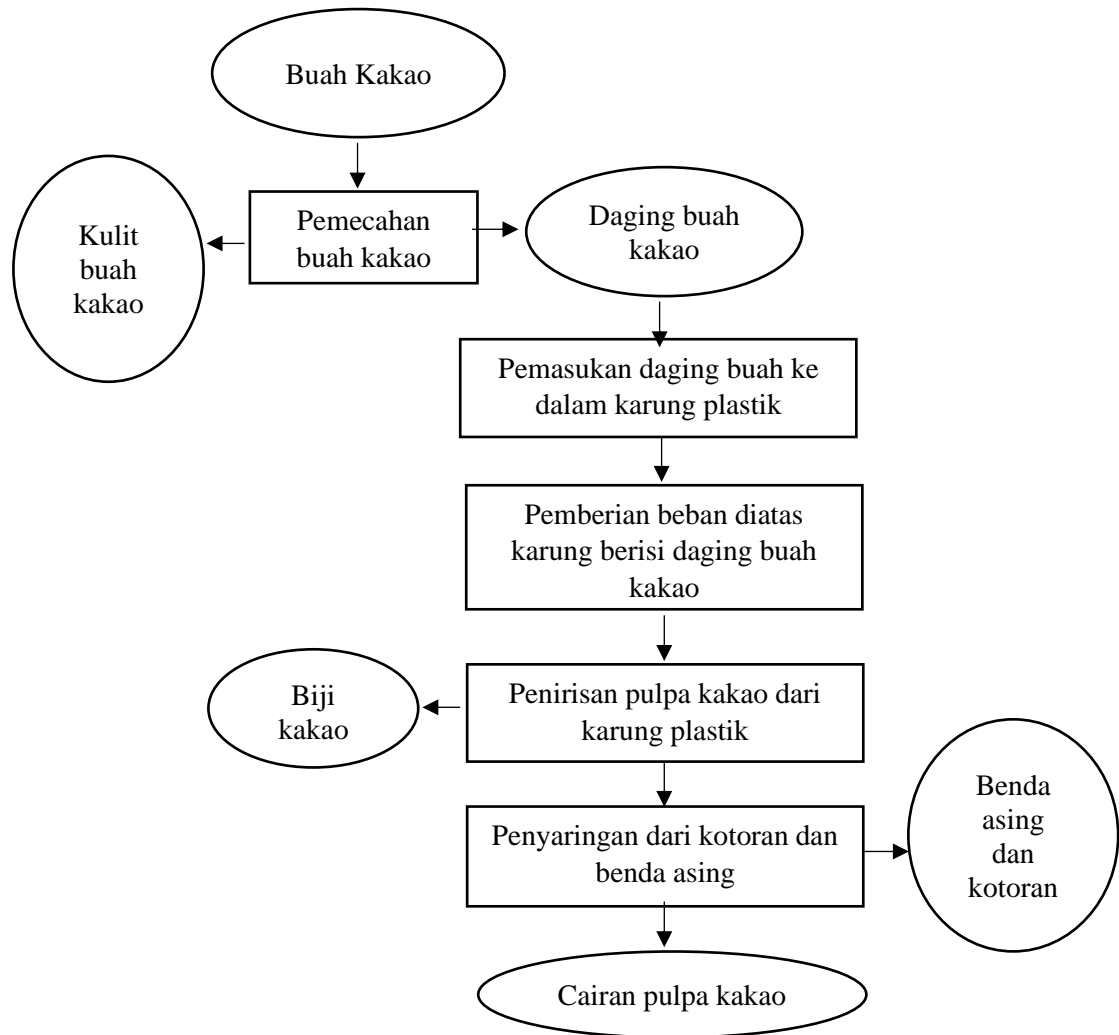 Buah Kakao
Kulit
buah
kakao
Pemecahan
buah kakao
Daging buah
kakao
Pemasukan daging buah ke
dalam karung plastik
Pemberian beban diatas
karung berisi daging buah
kakao
Biji
kakao
Penirisan pulpa kakao dari
karung plastik
Penyaringan dari kotoran dan
benda asing
Benda
asing
dan
kotoran
Cairan pulpa kakao